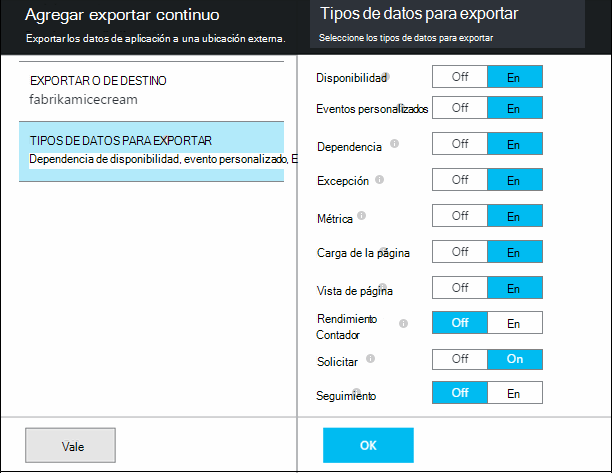 Agregar exportar continuo
Exportar los datos de aplicación a una ubicación externa.
EXPORTAR O DE DESTINO
fabrikamicecream
TIPOS DE DATOS PARA EXPORTAR
Dependencia de disponibilidad, evento personalizado, E
Vale
Tipos de datos para exportar
Seleccione los tipos de datos para exportar
Disponibilidad Off En
Eventos personalizados Off En
Dependencia Off En
Excepción Off En
Métrica Off En
Carga de la página Off En
Vista de página Off En
Rendimiento
Contador Off En
Solicitar Off On
Seguimiento Off En
OK